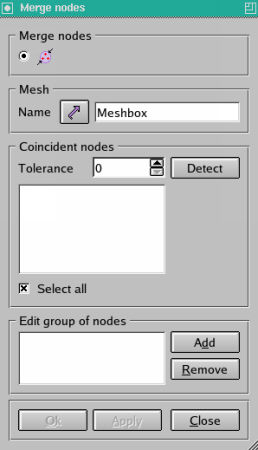 Merge nodes
Merge nodes
Mesh
Name Meshbox
Coincident nodes
Tolerance 0 Detect
Select all
Edit group of nodes
Add
Remove
Ok Apply Close